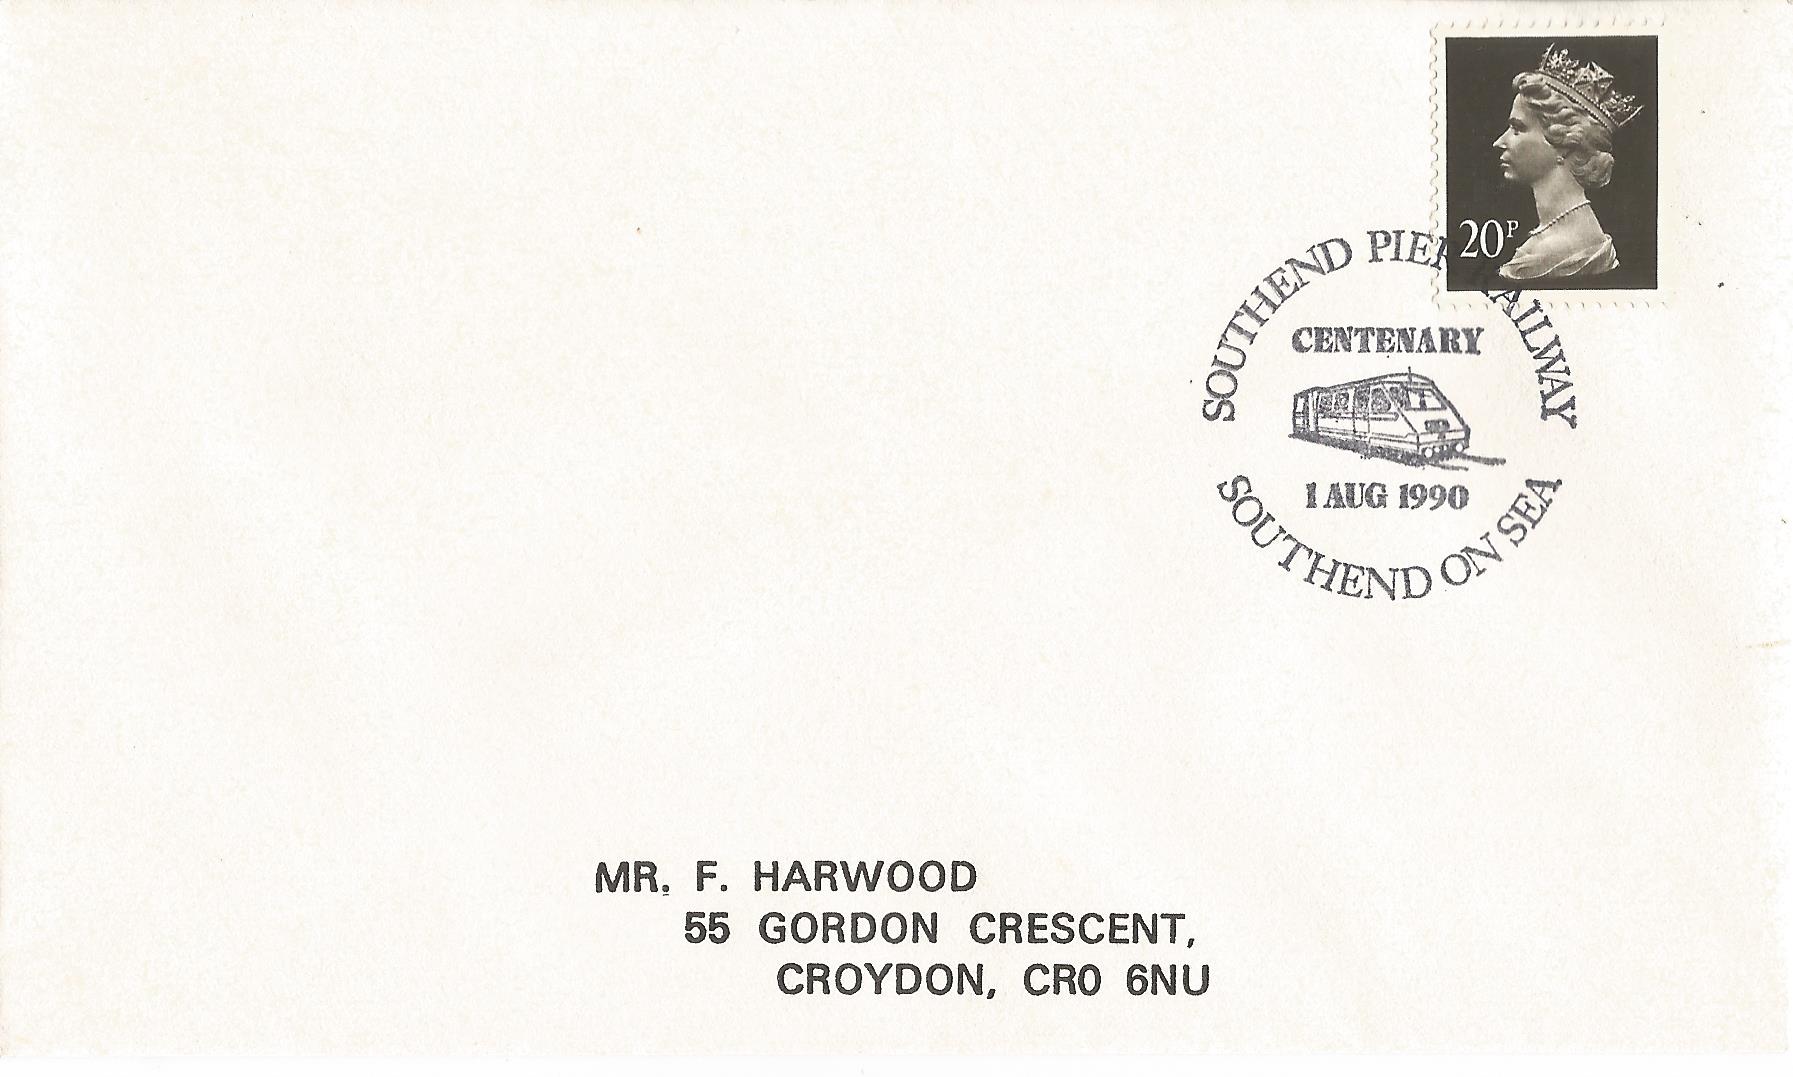 20P
SOUTHEND PIER RAILWAY
CENTENARY
1 AUG 1990
SOUTHEND ON SEA
MR. F. HARWOOD
55 GORDON CRESCENT,
CROYDON, CR0 6NU